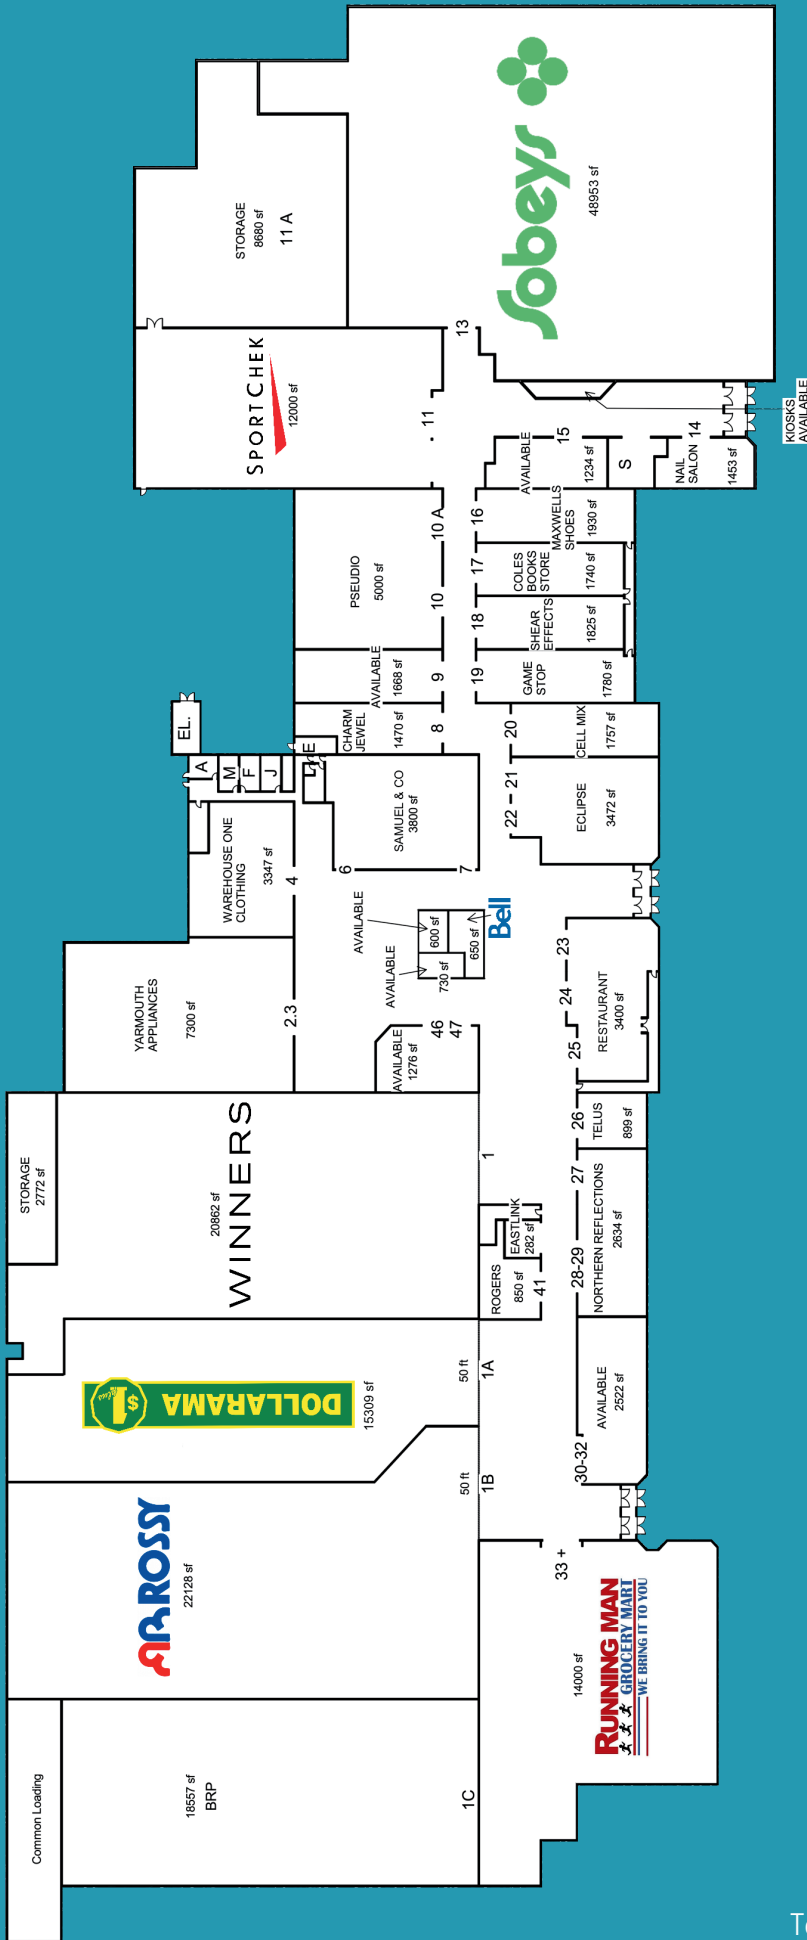 STORAGE
8680 sf
11 A
Sobeys
48953 sf
SPORTCHEK
12000 sf
11
13
KIOSKS
AVAILABLE
15
14
AVAILABLE
1234 sf
S
NAIL
SALON
1453 sf
PSEUDIO
5000 sf
10 A
10
16
MAXWELLS
SHOES
1930 sf
17
COLES
BOOKS
STORE
1740 sf
18
SHEAR
EFFECTS
1825 sf
19
GAME
STOP
1780 sf
AVAILABLE
1668 sf
9
CHARM
JEWEL
1470 sf
8
EL.
A
M
F
J
E
20
CELL MIX
1757 sf
21
22
ECLIPSE
3472 sf
SAMUEL & CO
3800 sf
6
7
WAREHOUSE ONE
CLOTHING
3347 sf
4
AVAILABLE
600 sf
AVAILABLE
730 sf
650 sf
Bell
YARMOUTH
APPLIANCES
7300 sf
2.3
23
24
25
RESTAURANT
3400 sf
AVAILABLE
1276 sf
46
47
STORAGE
2772 sf
20862 sf
WINNERS
1
26
TELUS
899 sf
27
28-29
NORTHERN REFLECTIONS
2634 sf
EASTLINK
282 sf
ROGERS
850 sf
41
$1
plus
DOLLARAMA
15309 sf
50 ft
1A
AVAILABLE
2522 sf
30-32
ROSSY
22128 sf
50 ft
1B
33 +
14000 sf
RUNNING MAN
GROCERY MART
WE BRING IT TO YOU
Common Loading
18557 sf
BRP
1C